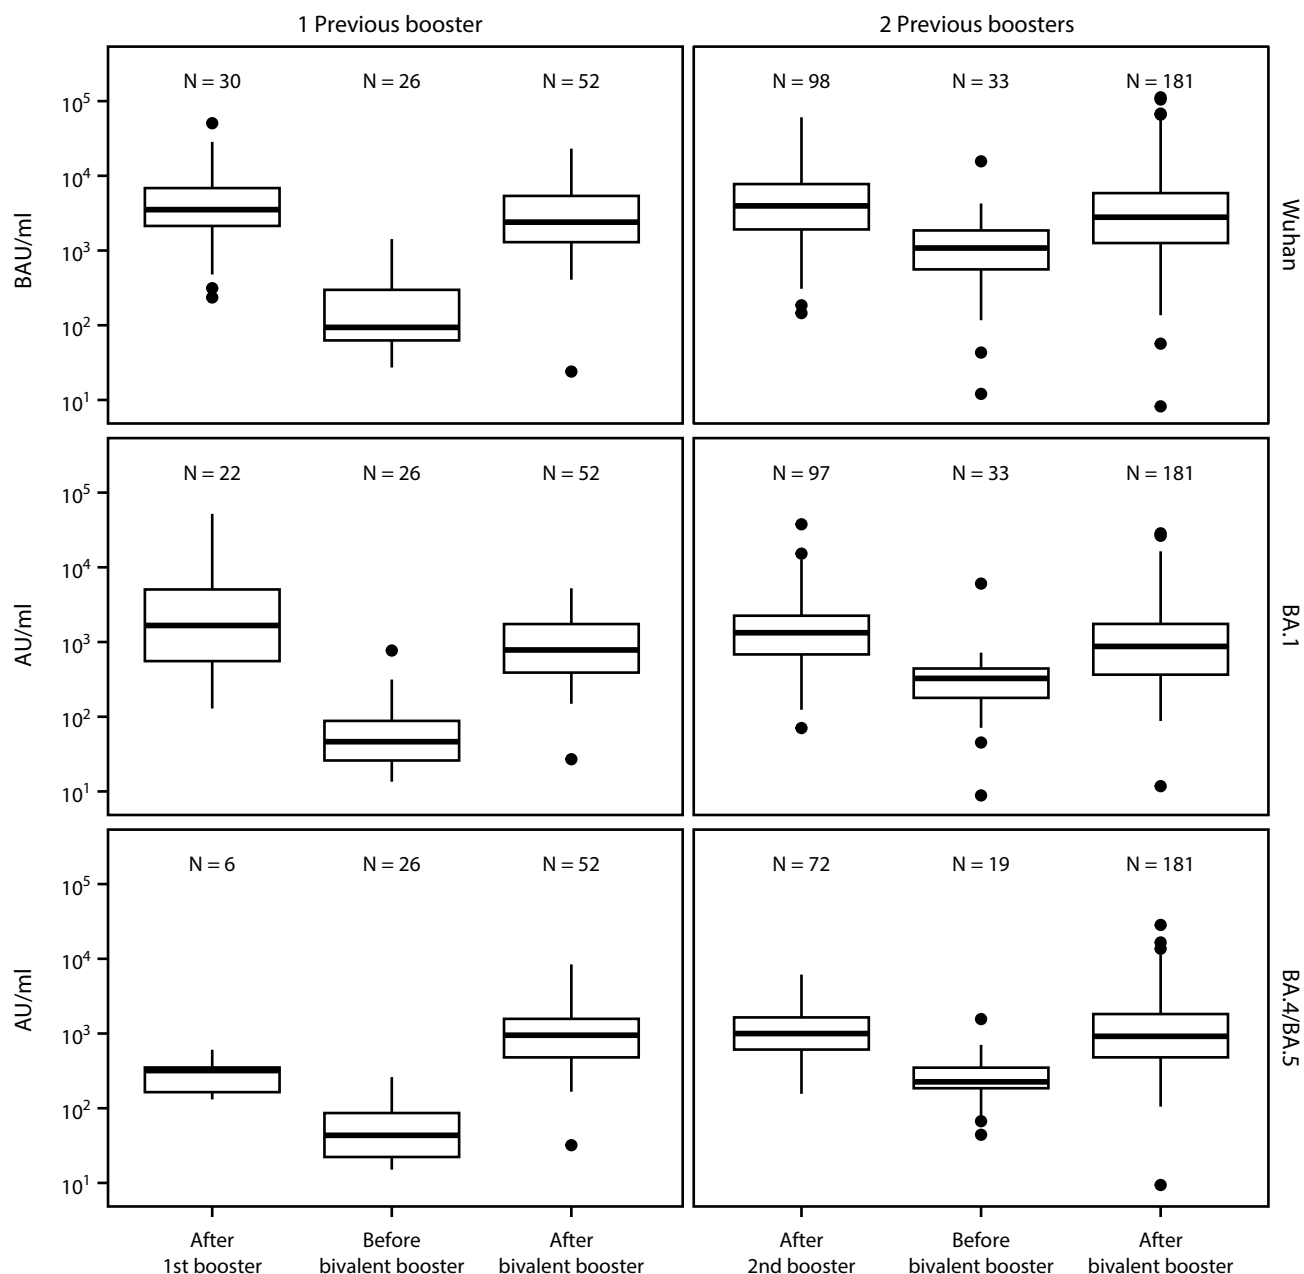 1 Previous booster
2 Previous boosters
N = 30
N = 26
N = 52
N = 98
N = 33
N = 181
10⁵
10⁴
10³
10²
10¹
BAU/ml
Wuhan
N = 22
N = 26
N = 52
N = 97
N = 33
N = 181
10⁵
10⁴
10³
10²
10¹
AU/ml
BA.1
N = 6
N = 26
N = 52
N = 72
N = 19
N = 181
10⁵
10⁴
10³
10²
10¹
AU/ml
BA.4/BA.5
After
1st booster
Before
bivalent booster
After
bivalent booster
After
2nd booster
Before
bivalent booster
After
bivalent booster